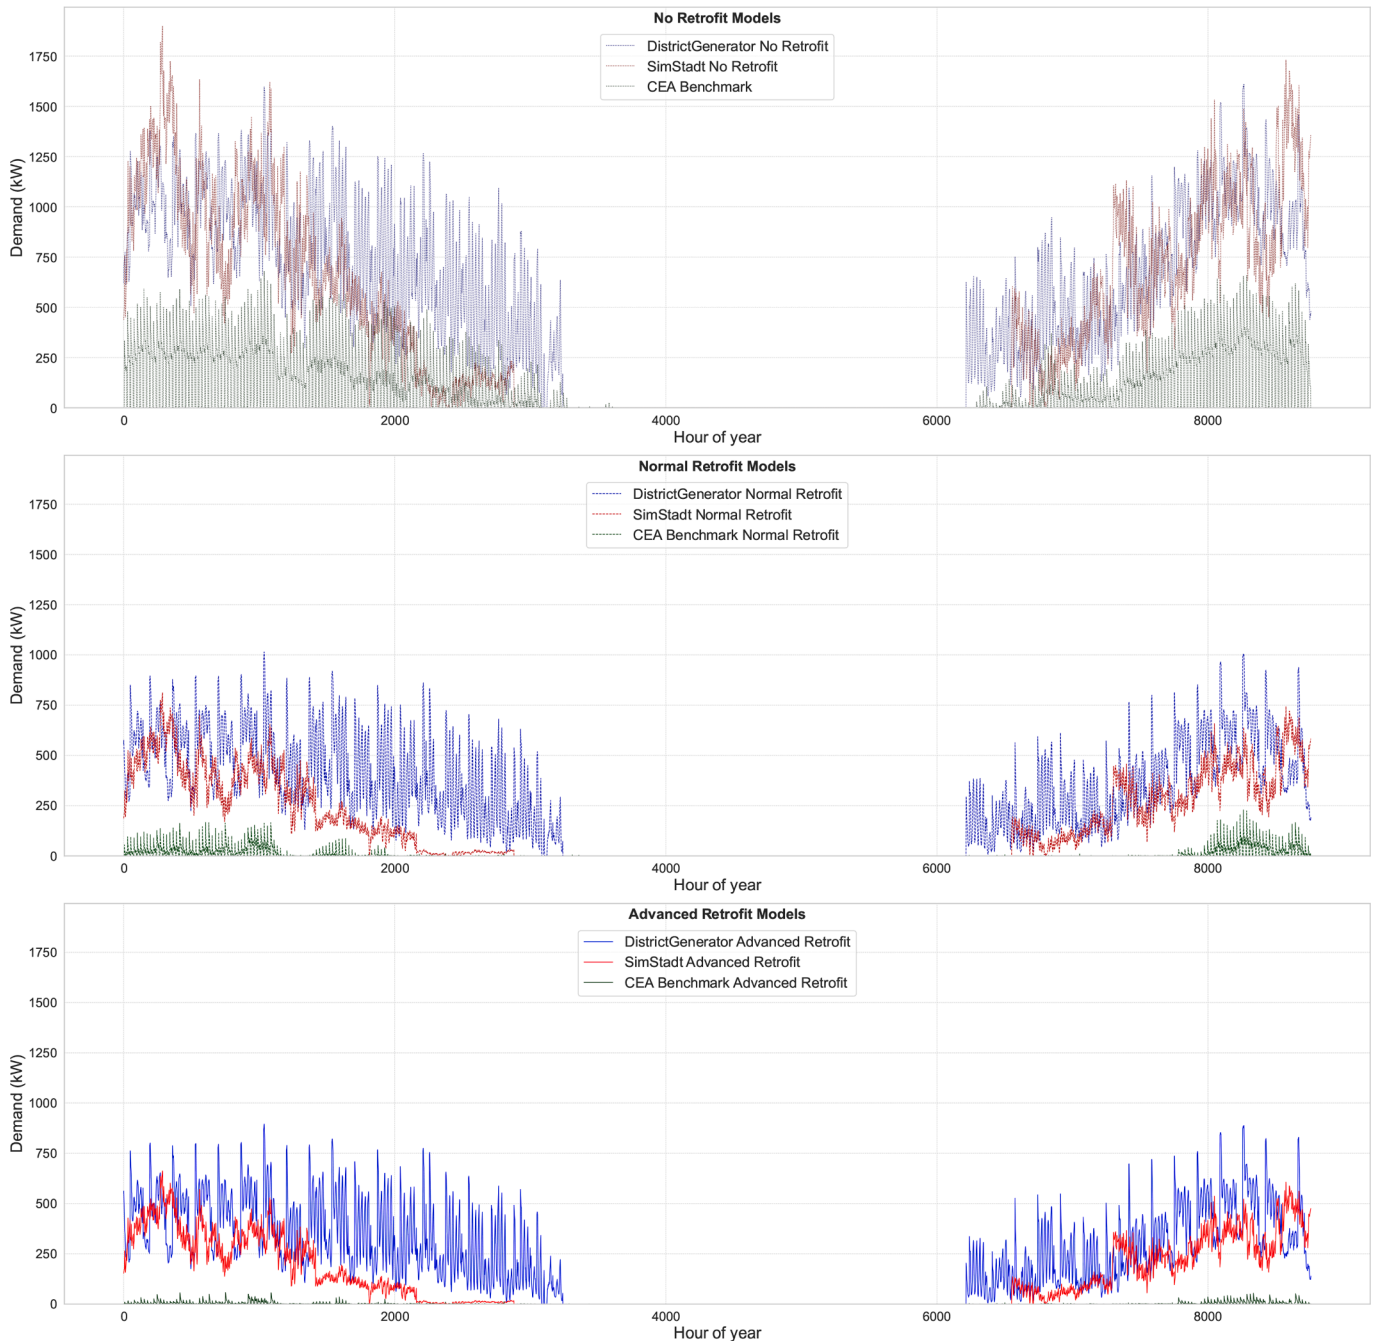 No Retrofit Models
DistrictGenerator No Retrofit
SimStadt No Retrofit
CEA Benchmark
Demand (kW)
1750
1500
1250
1000
750
500
250
0
0
2000
4000
6000
8000
Hour of year
Normal Retrofit Models
DistrictGenerator Normal Retrofit
SimStadt Normal Retrofit
CEA Benchmark Normal Retrofit
Demand (kW)
1750
1500
1250
1000
750
500
250
0
0
2000
4000
6000
8000
Hour of year
Advanced Retrofit Models
DistrictGenerator Advanced Retrofit
SimStadt Advanced Retrofit
CEA Benchmark Advanced Retrofit
Demand (kW)
1750
1500
1250
1000
750
500
250
0
0
2000
4000
6000
8000
Hour of year